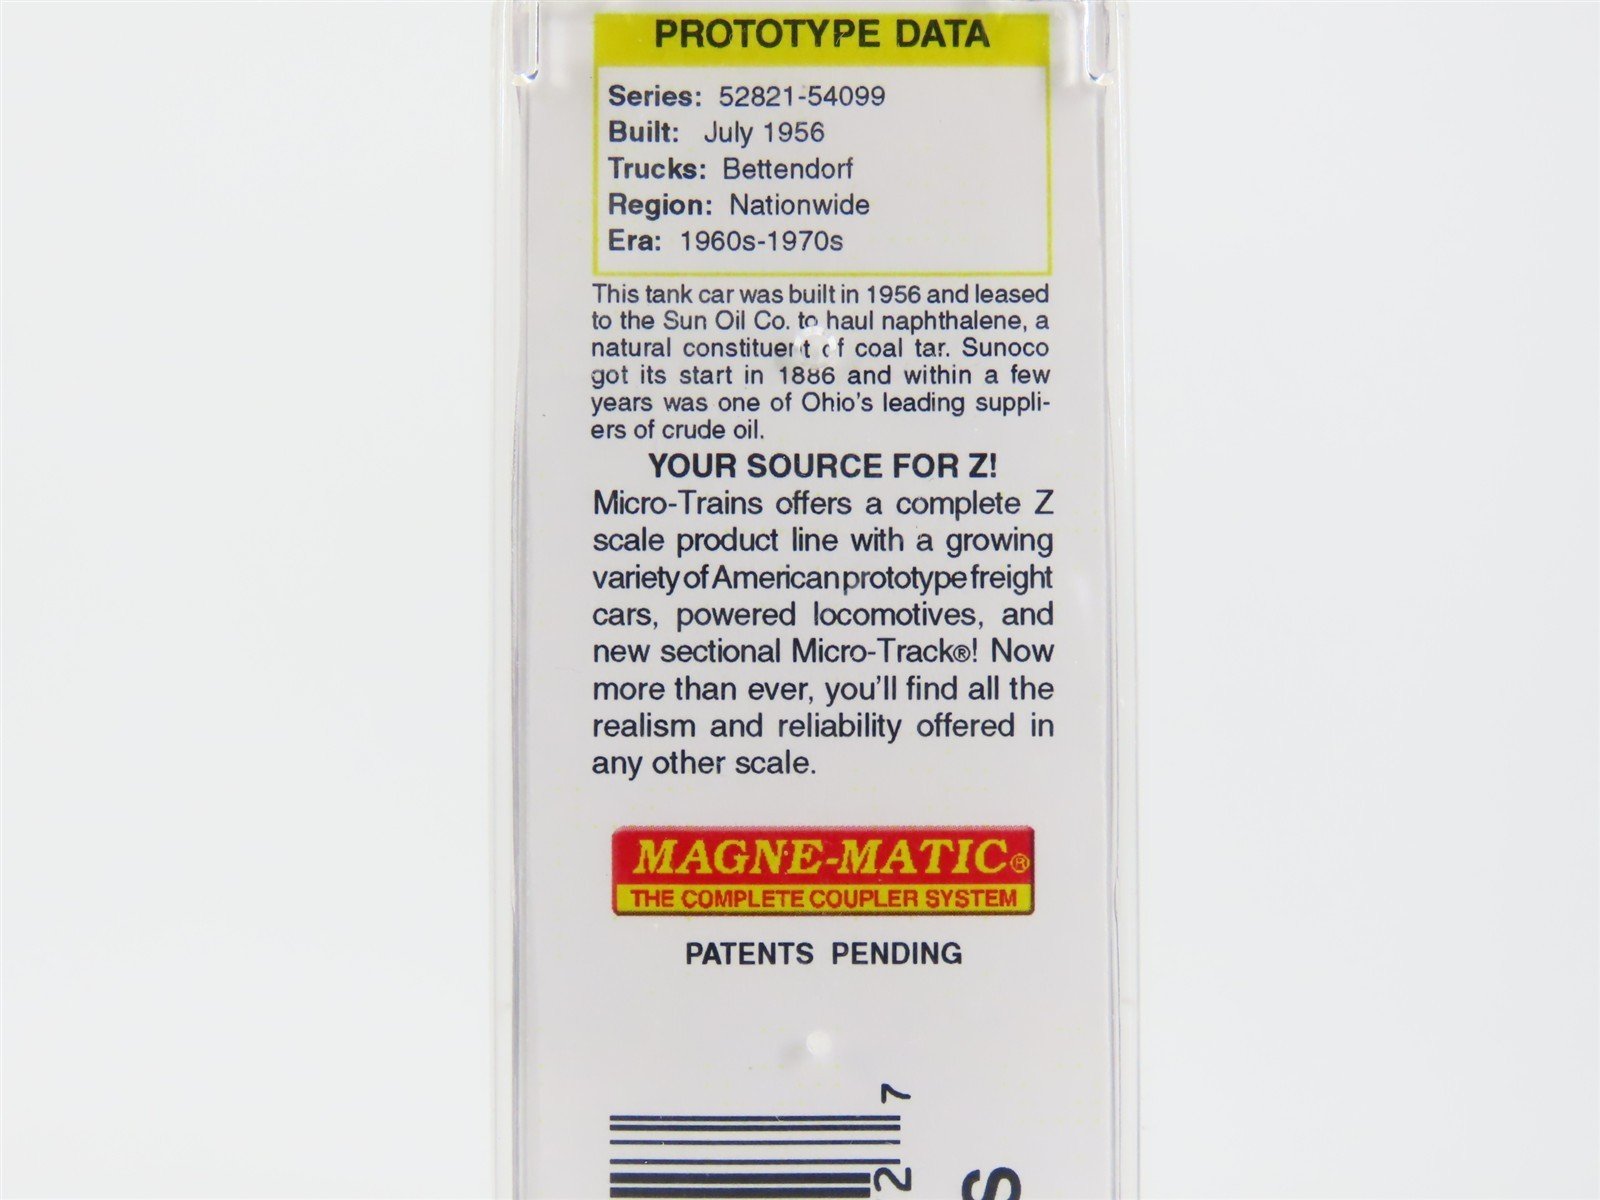 PROTOTYPE DATA
Series: 52821-54099
Built: July 1956
Trucks: Bettendorf
Region: Nationwide
Era: 1960s-1970s
This tank car was built in 1956 and leased
to the Sun Oil Co. to haul naphthalene, a
natural constituent of coal tar. Sunoco
got its start in 1886 and within a few
years was one of Ohio's leading suppli-
ers of crude oil.
YOUR SOURCE FOR Z!
Micro-Trains offers a complete Z
scale product line with a growing
variety of American prototype freight
cars, powered locomotives, and
new sectional Micro-Track®! Now
more than ever, you'll find all the
realism and reliability offered in
any other scale.
MAGNE-MATIC®
THE COMPLETE COUPLER SYSTEM
PATENTS PENDING
7
2
S